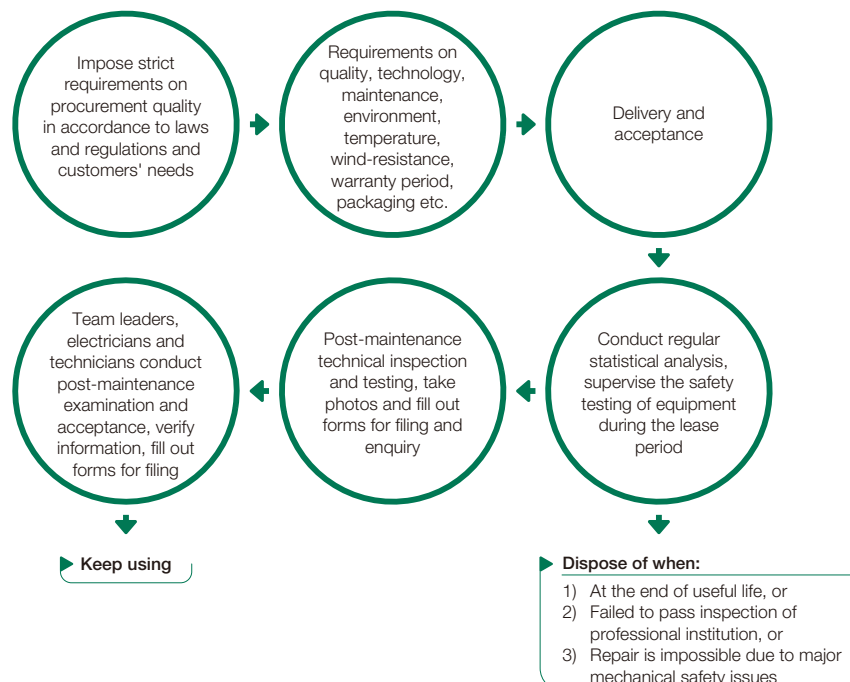 Impose strict
requirements on
procurement quality
in accordance to laws
and regulations and
customers' needs
Requirements on
quality, technology,
maintenance,
environment,
temperature,
wind-resistance,
warranty period,
packaging etc.
Delivery and
acceptance
Conduct regular
statistical analysis,
supervise the safety
testing of equipment
during the lease
period
Post-maintenance
technical inspection
and testing, take
photos and fill out
forms for filing and
enquiry
Team leaders,
electricians and
technicians conduct
post-maintenance
examination and
acceptance, verify
information, fill out
forms for filing
Keep using
Dispose of when:
1) At the end of useful life, or
2) Failed to pass inspection of
professional institution, or
3) Repair is impossible due to major
mechanical safety issues